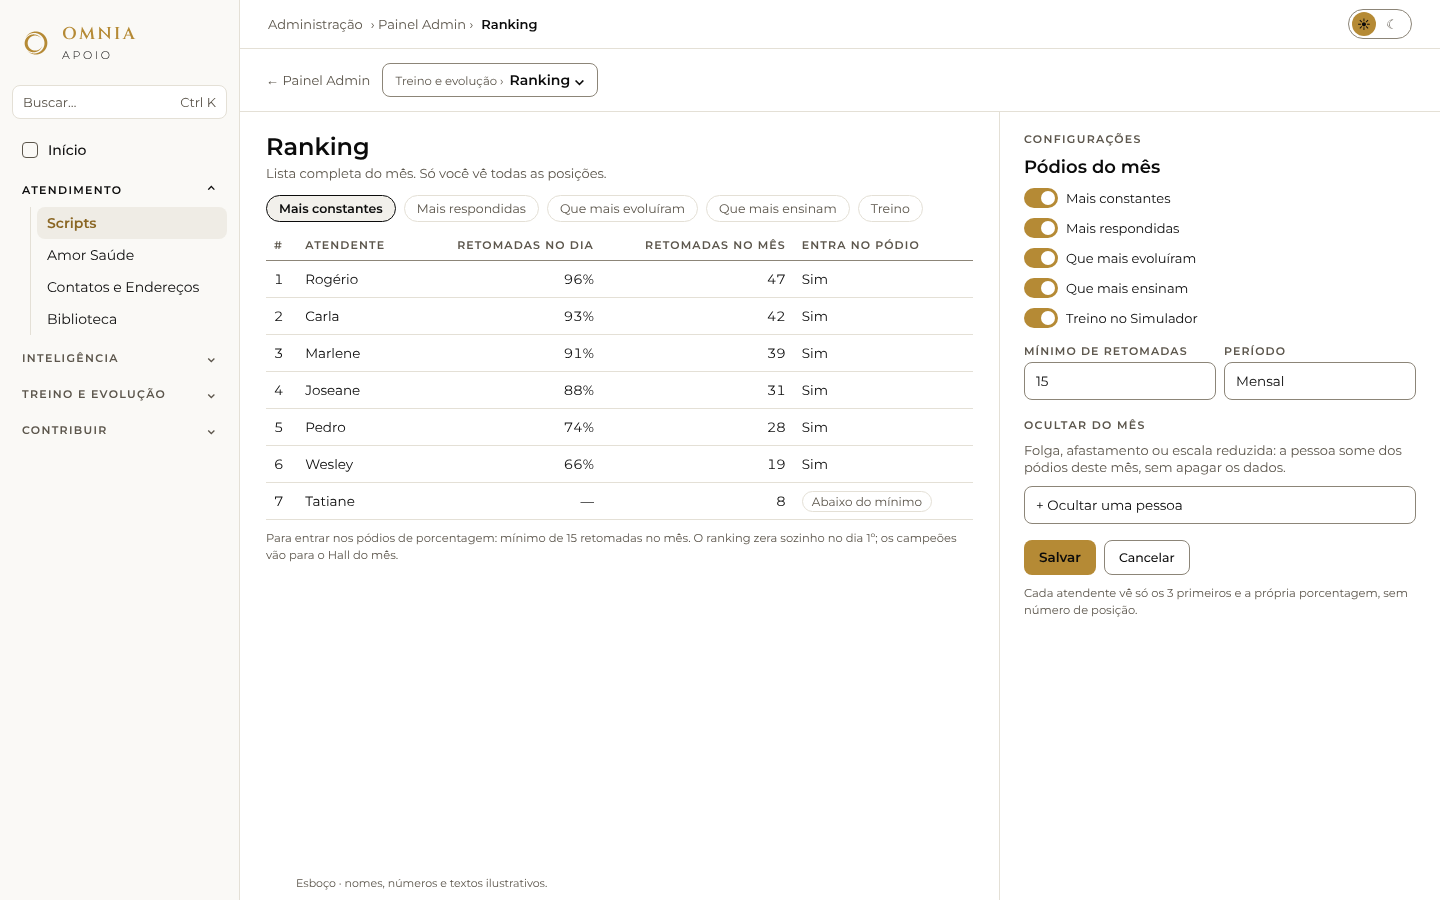 OMNIA
APOIO
Buscar... Ctrl K
Início
ATENDIMENTO
Scripts
Amor Saúde
Contatos e Endereços
Biblioteca
INTELIGÊNCIA
TREINO E EVOLUÇÃO
CONTRIBUIR
Administração › Painel Admin › Ranking
← Painel Admin Treino e evolução › Ranking
Ranking
Lista completa do mês. Só você vê todas as posições.
Mais constantes Mais respondidas Que mais evoluíram Que mais ensinam Treino
# ATENDENTE RETOMADAS NO DIA RETOMADAS NO MÊS ENTRA NO PÓDIO
1 Rogério 96% 47 Sim
2 Carla 93% 42 Sim
3 Marlene 91% 39 Sim
4 Joseane 88% 31 Sim
5 Pedro 74% 28 Sim
6 Wesley 66% 19 Sim
7 Tatiane — 8 Abaixo do mínimo
Para entrar nos pódios de porcentagem: mínimo de 15 retomadas no mês. O ranking zera sozinho no dia 1º; os campeões
vão para o Hall do mês.
Esboço · nomes, números e textos ilustrativos.
CONFIGURAÇÕES
Pódios do mês
Mais constantes
Mais respondidas
Que mais evoluíram
Que mais ensinam
Treino no Simulador
MÍNIMO DE RETOMADAS PERÍODO
15 Mensal
OCULTAR DO MÊS
Folga, afastamento ou escala reduzida: a pessoa some dos
pódios deste mês, sem apagar os dados.
+ Ocultar uma pessoa
Salvar Cancelar
Cada atendente vê só os 3 primeiros e a própria porcentagem, sem
número de posição.